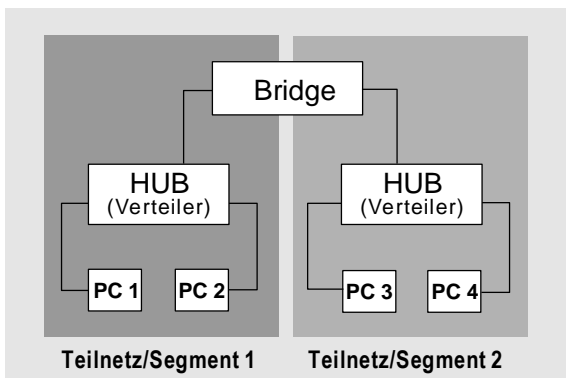 Bridge
HUB
(Verteiler)
HUB
(Verteiler)
PC 1
PC 2
PC 3
PC 4
Teilnetz/Segment 1
Teilnetz/Segment 2